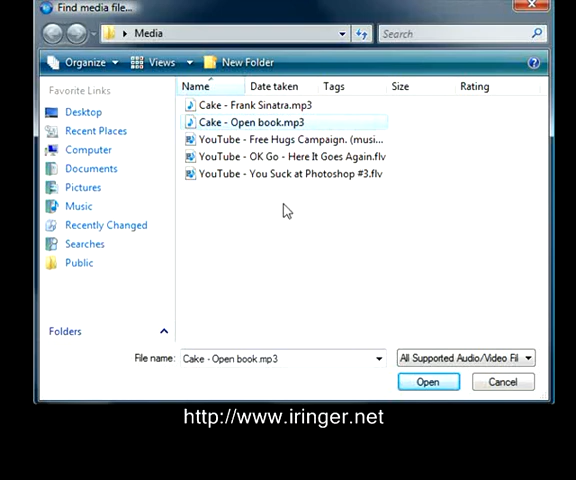 Find media file...
Media
Search
Organize Views New Folder
Favorite Links
Desktop
Recent Places
Computer
Documents
Pictures
Music
Recently Changed
Searches
Public
Folders
Name Date taken Tags Size Rating
Cake - Frank Sinatra.mp3
Cake - Open book.mp3
YouTube - Free Hugs Campaign. (musi...
YouTube - OK Go - Here It Goes Again.flv
YouTube - You Suck at Photoshop #3.flv
File name: Cake - Open book.mp3 All Supported Audio/Video Fil
Open Cancel
http://www.iringer.net